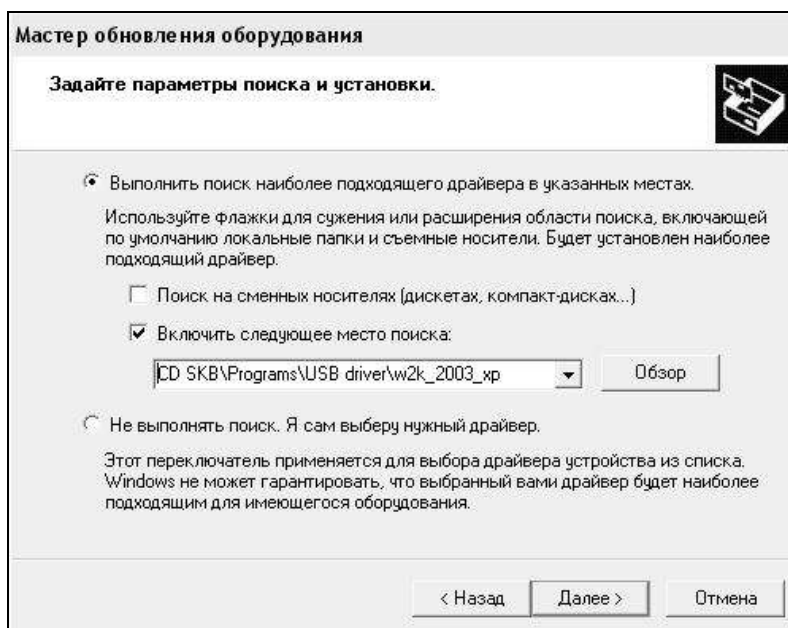 Мастер обновления оборудования
Задайте параметры поиска и установки.
Выполнить поиск наиболее подходящего драйвера в указанных местах.
Используйте флажки для сужения или расширения области поиска, включающей
по умолчанию локальные папки и съемные носители. Будет установлен наиболее
подходящий драйвер.
Поиск на сменных носителях (дискетах, компакт-дисках...)
Включить следующее место поиска:
CD SKB\Programs\USB driver\w2k_2003_xp
Обзор
Не выполнять поиск. Я сам выберу нужный драйвер.
Этот переключатель применяется для выбора драйвера устройства из списка.
Windows не может гарантировать, что выбранный вами драйвер будет наиболее
подходящим для имеющегося оборудования.
< Назад
Далее >
Отмена